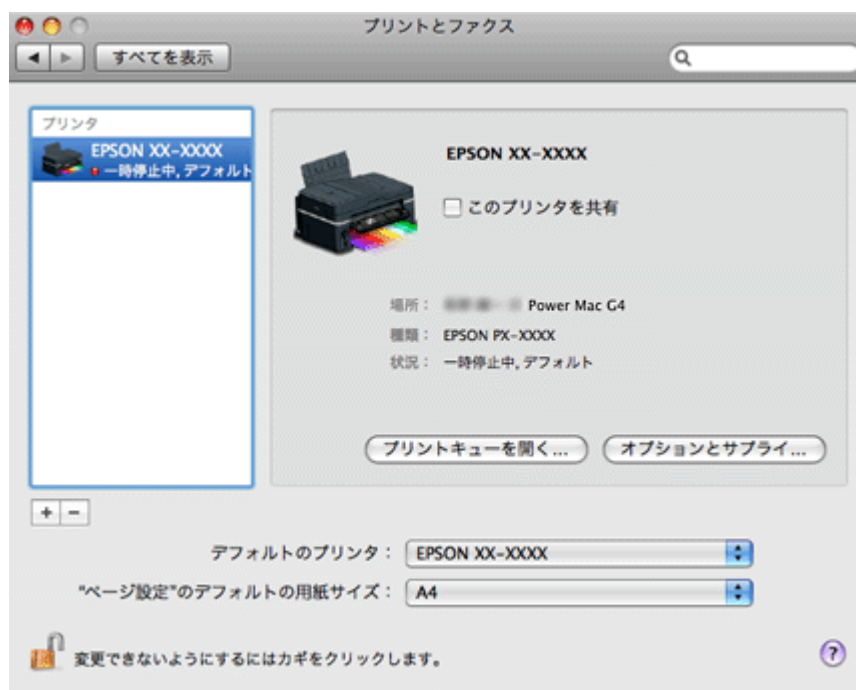 プリントとファクス
すべてを表示
プリンタ
EPSON XX-XXXX
一時停止中, デフォルト
EPSON XX-XXXX
このプリンタを共有
場所： Power Mac G4
種類： EPSON PX-XXXX
状況： 一時停止中, デフォルト
プリントキューを開く... オプションとサプライ...
+ -
デフォルトのプリンタ： EPSON XX-XXXX
"ページ設定"のデフォルトの用紙サイズ： A4
変更できないようにするにはカギをクリックします。 ?